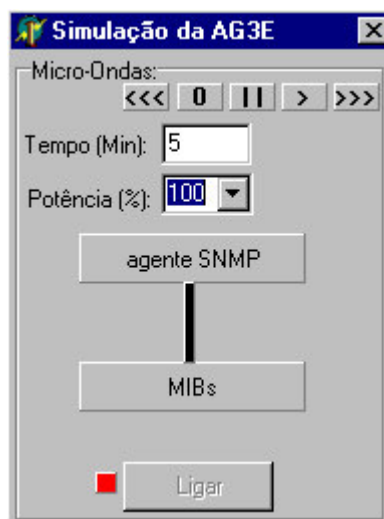 Simulação da AG3E
Micro-Ondas:
<<< 0 || > >>>
Tempo (Min): 5
Potência (%): 100
agente SNMP
MIBs
Ligar